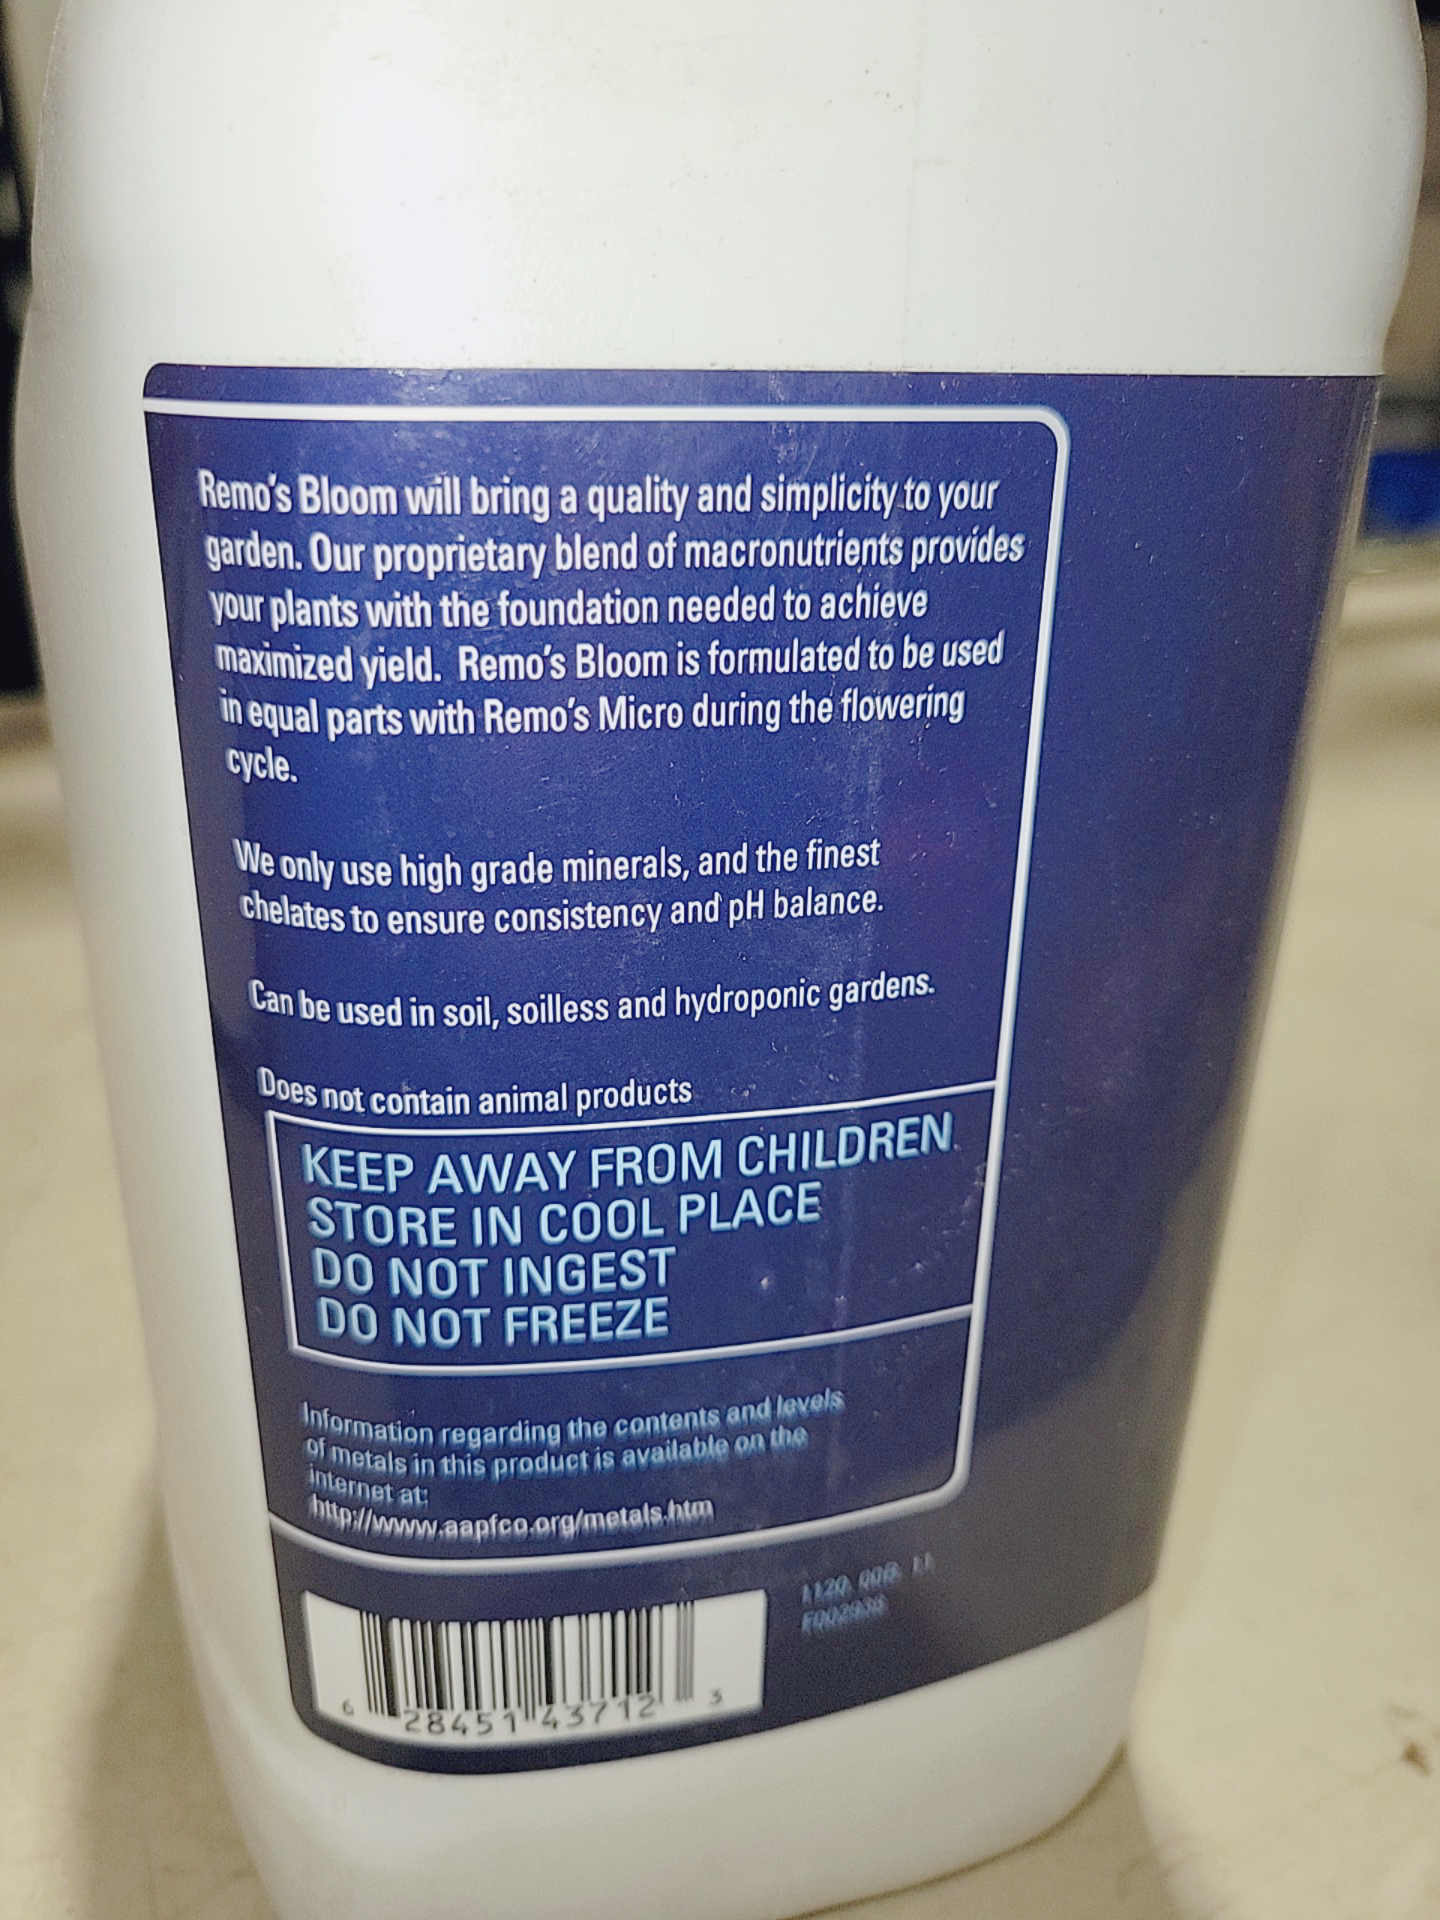 Remo's Bloom will bring a quality and simplicity to your
garden. Our proprietary blend of macronutrients provides
your plants with the foundation needed to achieve
maximized yield. Remo's Bloom is formulated to be used
in equal parts with Remo's Micro during the flowering
cycle.
We only use high grade minerals, and the finest
chelates to ensure consistency and pH balance.
Can be used in soil, soilless and hydroponic gardens.
Does not contain animal products
KEEP AWAY FROM CHILDREN
STORE IN COOL PLACE
DO NOT INGEST
DO NOT FREEZE
Information regarding the contents and levels
of metals in this product is available on the
internet at:
http://www.aapfco.org/metals.htm
6 28451 43712 3